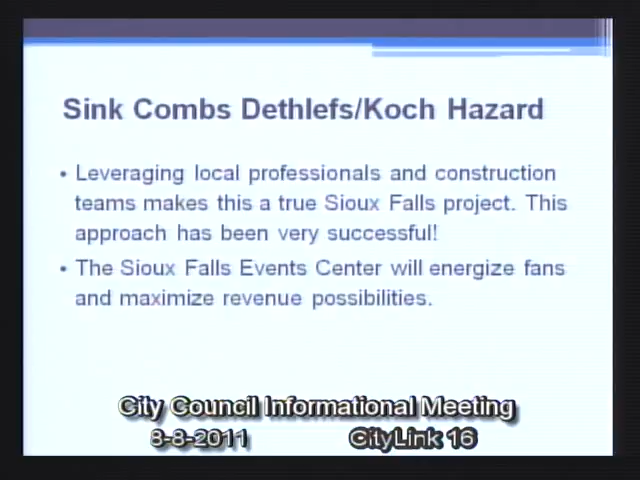 Sink Combs Dethlefs/Koch Hazard
• Leveraging local professionals and construction
teams makes this a true Sioux Falls project. This
approach has been very successful!
• The Sioux Falls Events Center will energize fans
and maximize revenue possibilities.
City Council Informational Meeting
8-8-2011 CityLink 16